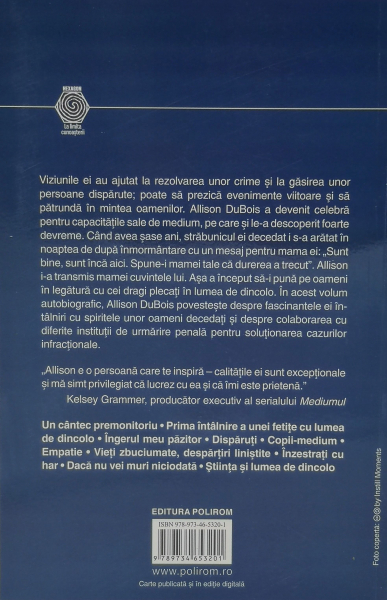 HEXAGON
La limita
cunoașterii
Viziunile ei au ajutat la rezolvarea unor crime și la găsirea unor
persoane dispărute; poate să prezică evenimente viitoare și să
pătrundă în mintea oamenilor. Allison DuBois a devenit celebră
pentru capacitățile sale de medium, pe care și le-a descoperit foarte
devreme. Când avea șase ani, străbunicul ei decedat i s-a arătat în
noaptea de după înmormântare cu un mesaj pentru mama ei: „Sunt
bine, sunt încă aici. Spune-i mamei tale că durerea a trecut”. Allison
i-a transmis mamei cuvintele lui. Așa a început să-i pună pe oameni
în legătură cu cei dragi plecați în lumea de dincolo. În acest volum
autobiografic, Allison DuBois povestește despre fascinantele ei în-
tâlniri cu spiritele unor oameni decedați și despre colaborarea cu
diferite instituții de urmărire penală pentru soluționarea cazurilor
infracționale.
„Allison e o persoană care te inspiră – calitățile ei sunt excepționale
și mă simt privilegiat că lucrez cu ea și că îmi este prietenă.”
Kelsey Grammer, producător executiv al serialului Mediumul
Un cântec premonitoriu • Prima întâlnire a unei fetițe cu lumea
de dincolo • Îngerul meu păzitor • Dispăruți • Copii-medium •
Empatie • Vieți zbuciumate, despărțiri liniștite • Înzestrați cu
har • Dacă nu vei muri niciodată • Știința și lumea de dincolo
EDITURA POLIROM
ISBN 978-973-46-5320-1
9 789734 653201
www.polirom.ro
Carte publicată și în ediție digitală
Foto copertă: by Instill Moments